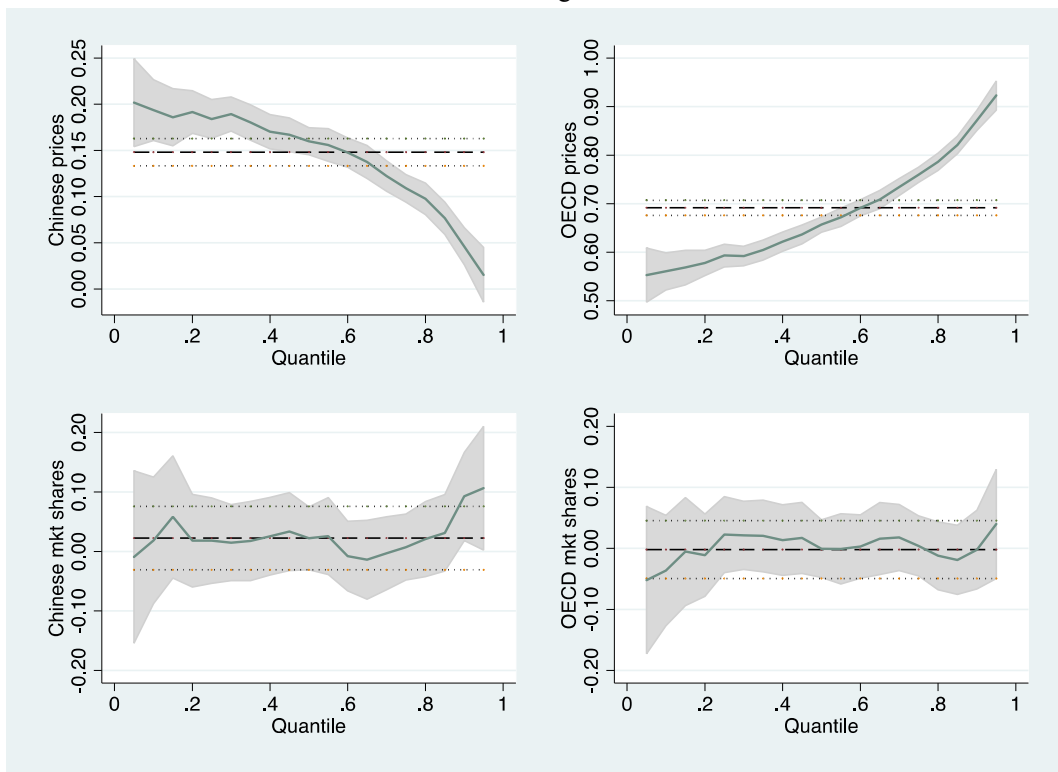 g
Chinese prices
0.25
0.20
0.15
0.10
0.05
0.00
0 .2 .4 .6 .8 1
Quantile
OECD prices
1.00
0.90
0.80
0.70
0.60
0.50
0 .2 .4 .6 .8 1
Quantile
Chinese mkt shares
0.20
0.10
0.00
-0.10
-0.20
0 .2 .4 .6 .8 1
Quantile
OECD mkt shares
0.20
0.10
0.00
-0.10
-0.20
0 .2 .4 .6 .8 1
Quantile